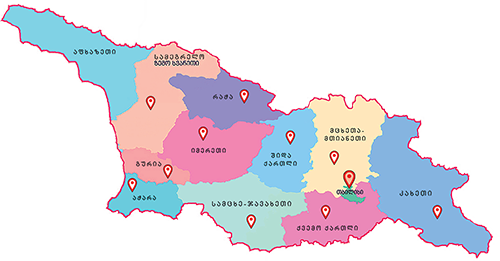 აფხაზეთი
სამეგრელო
ზემო სვანეთი
რაჭა
იმერეთი
მცხეთა-
მთიანეთი
შიდა
ქართლი
გურია
თბილისი
კახეთი
აჭარა
სამცხე-ჯავახეთი
ქვემო ქართლი